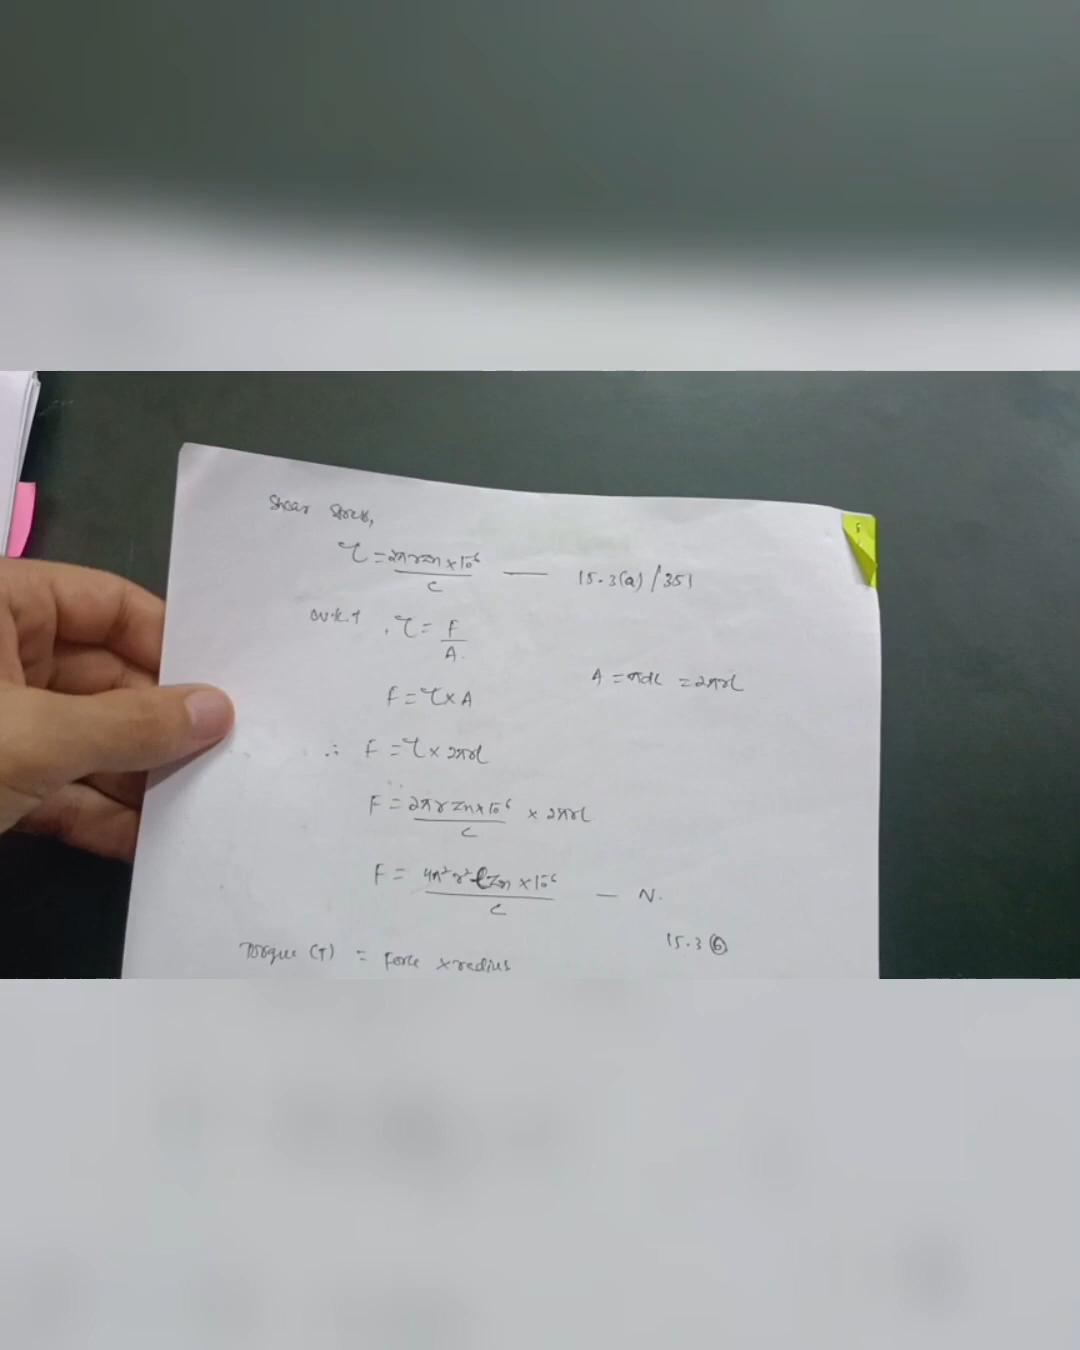 Shear stress,
τ = 2πrzn × 10⁻⁶ / c — 15.3(a) / 351
W.k.t, τ = F / A.
A = πdl = 2πrl
F = τ × A
∴ F = τ × 2πrl
F = 2πrzn × 10⁻⁶ / c × 2πrl
F = 4π²r²lzn × 10⁻⁶ / c — N.
15.3 ⓑ
Torque (T) = Force × radius